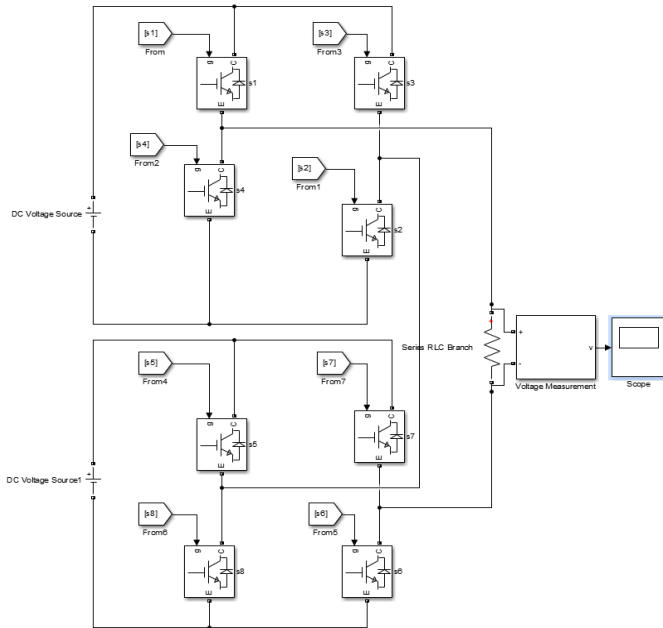 [s1]
From
g
C
E
s1
[s3]
From3
g
C
E
s3
[s4]
From2
g
C
E
s4
[s2]
From1
g
C
E
s2
DC Voltage Source
+
Series RLC Branch
+
-
v
Voltage Measurement
Scope
[s5]
From4
g
C
E
s5
[s7]
From7
g
C
E
s7
DC Voltage Source1
+
[s8]
From6
g
C
E
s8
[s6]
From5
g
C
E
s6